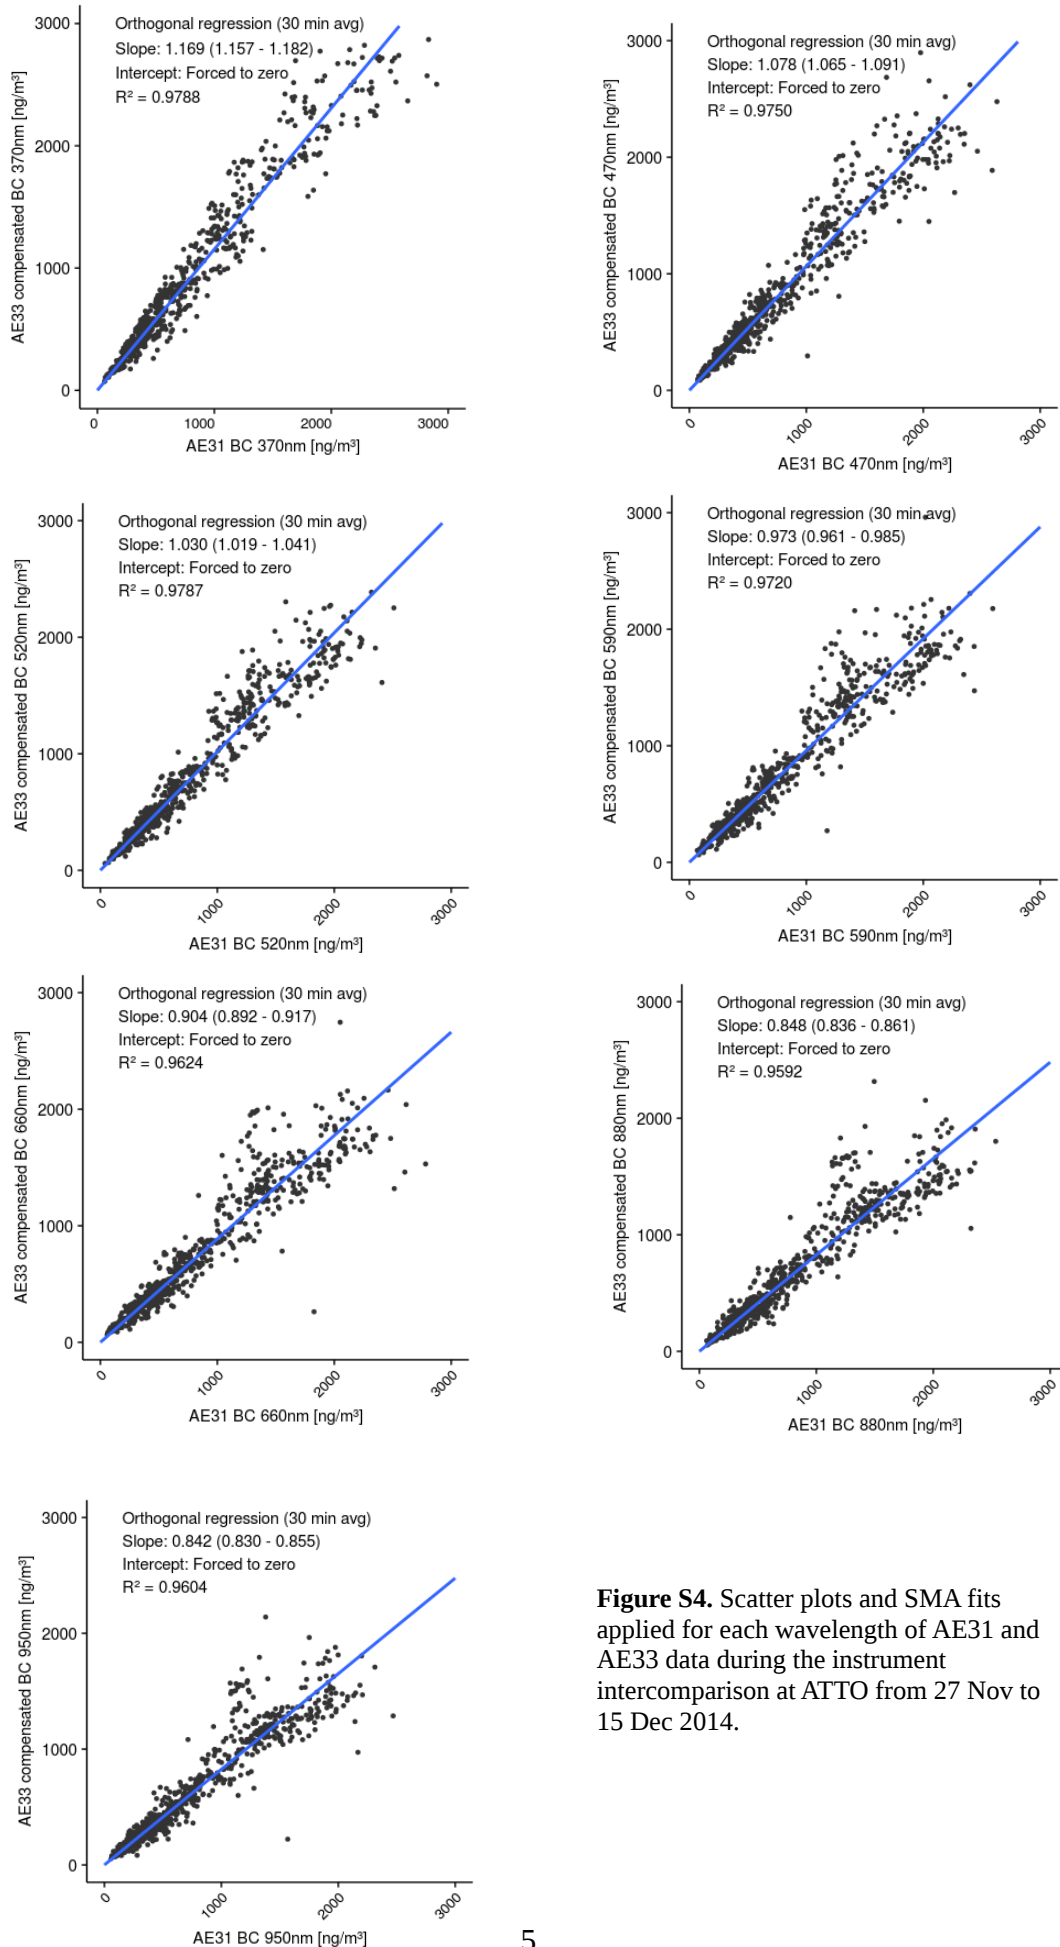 Orthogonal regression (30 min avg)
Slope: 1.169 (1.157 - 1.182)
Intercept: Forced to zero
R² = 0.9788
3000
2000
1000
0
AE33 compensated BC 370nm [ng/m³]
0 1000 2000 3000
AE31 BC 370nm [ng/m³]
Orthogonal regression (30 min avg)
Slope: 1.078 (1.065 - 1.091)
Intercept: Forced to zero
R² = 0.9750
3000
2000
1000
0
AE33 compensated BC 470nm [ng/m³]
0 1000 2000 3000
AE31 BC 470nm [ng/m³]
Orthogonal regression (30 min avg)
Slope: 1.030 (1.019 - 1.041)
Intercept: Forced to zero
R² = 0.9787
3000
2000
1000
0
AE33 compensated BC 520nm [ng/m³]
0 1000 2000 3000
AE31 BC 520nm [ng/m³]
Orthogonal regression (30 min avg)
Slope: 0.973 (0.961 - 0.985)
Intercept: Forced to zero
R² = 0.9720
3000
2000
1000
0
AE33 compensated BC 590nm [ng/m³]
0 1000 2000 3000
AE31 BC 590nm [ng/m³]
Orthogonal regression (30 min avg)
Slope: 0.904 (0.892 - 0.917)
Intercept: Forced to zero
R² = 0.9624
3000
2000
1000
0
AE33 compensated BC 660nm [ng/m³]
0 1000 2000 3000
AE31 BC 660nm [ng/m³]
Orthogonal regression (30 min avg)
Slope: 0.848 (0.836 - 0.861)
Intercept: Forced to zero
R² = 0.9592
3000
2000
1000
0
AE33 compensated BC 880nm [ng/m³]
0 1000 2000 3000
AE31 BC 880nm [ng/m³]
Orthogonal regression (30 min avg)
Slope: 0.842 (0.830 - 0.855)
Intercept: Forced to zero
R² = 0.9604
3000
2000
1000
0
AE33 compensated BC 950nm [ng/m³]
0 1000 2000 3000
AE31 BC 950nm [ng/m³]
Figure S4. Scatter plots and SMA fits
applied for each wavelength of AE31 and
AE33 data during the instrument
intercomparison at ATTO from 27 Nov to
15 Dec 2014.
5